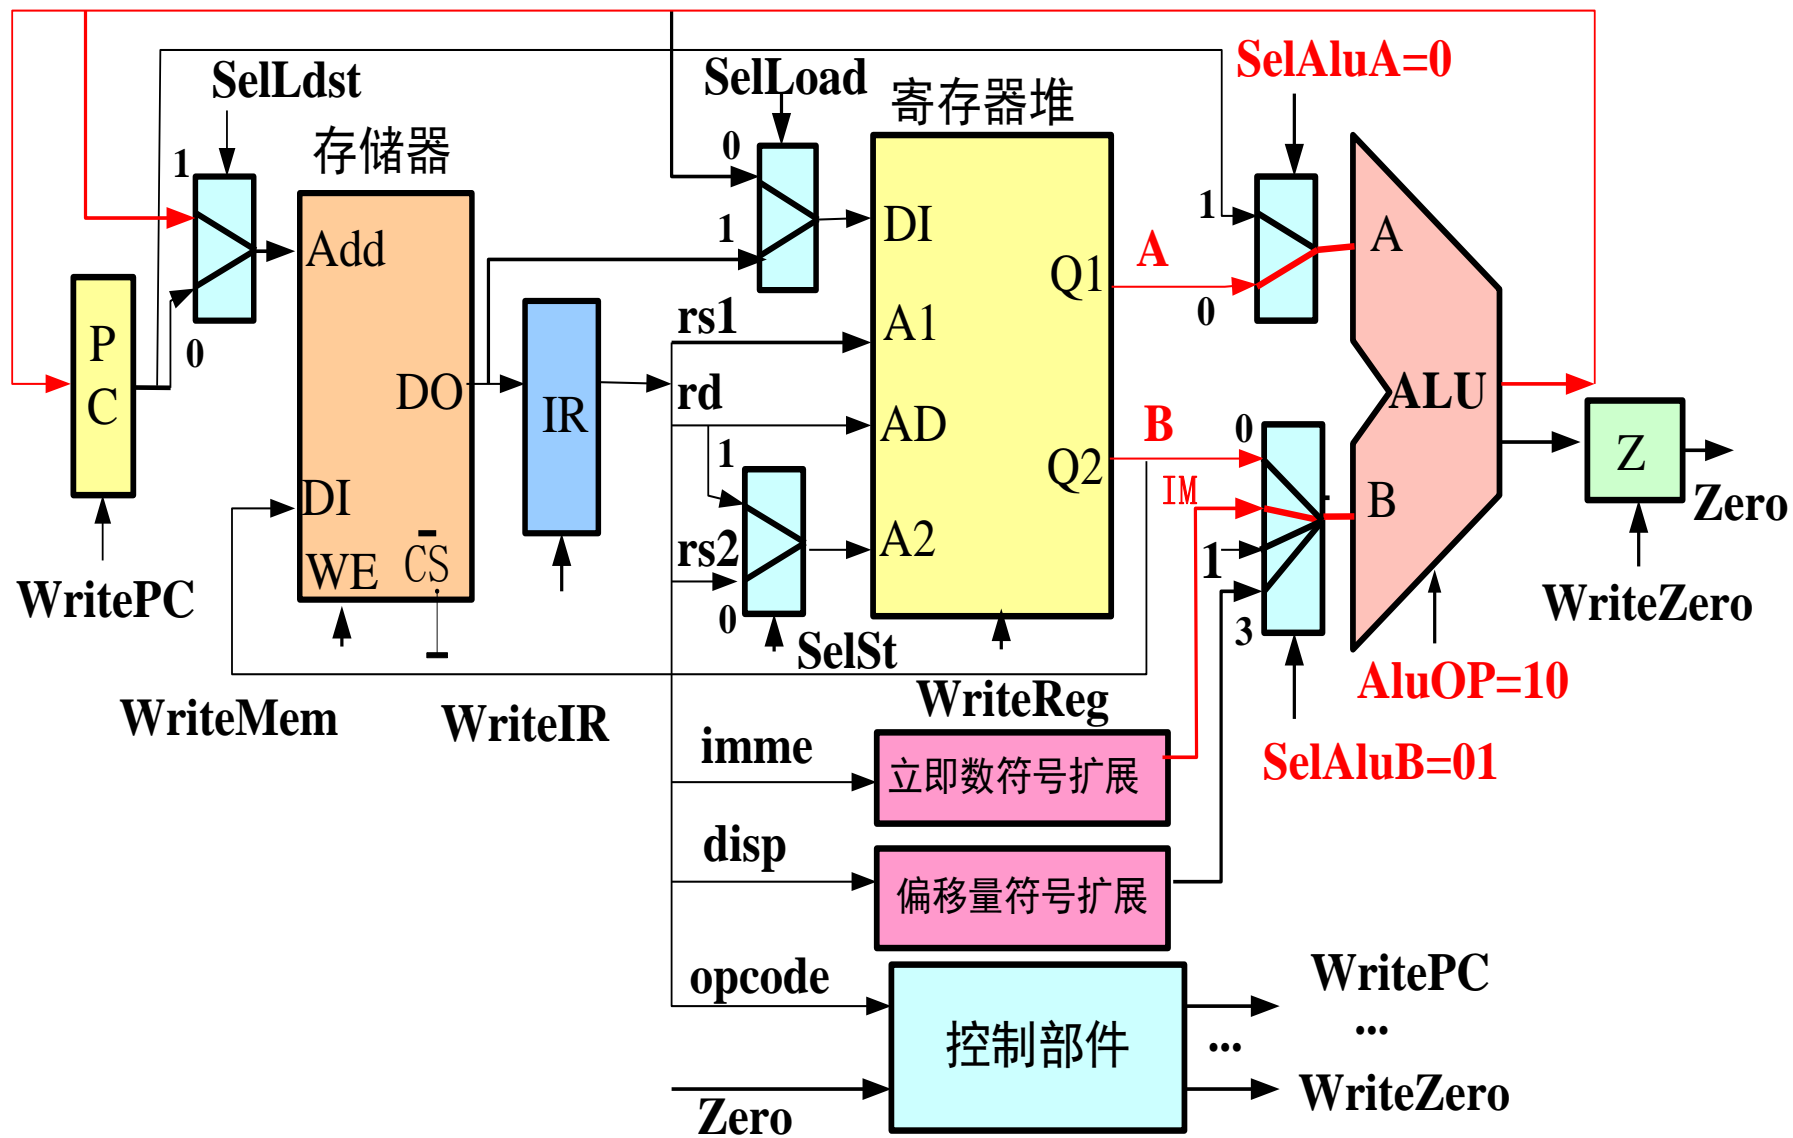 SelAluA=0
SelLdst
SelLoad
寄存器堆
存储器
1
0
1
0
1
0
Add
DI
Q1
A
A
P
C
DO
IR
rs1
A1
rd
AD
ALU
B
0
Q2
IM
B
Z
Zero
DI
WE
CS
1
rs2
0
A2
1
3
SelSt
WritePC
WriteZero
AluOP=10
WriteMem
WriteIR
WriteReg
SelAluB=01
imme
立即数符号扩展
disp
偏移量符号扩展
opcode
控制部件
WritePC
...
...
WriteZero
Zero